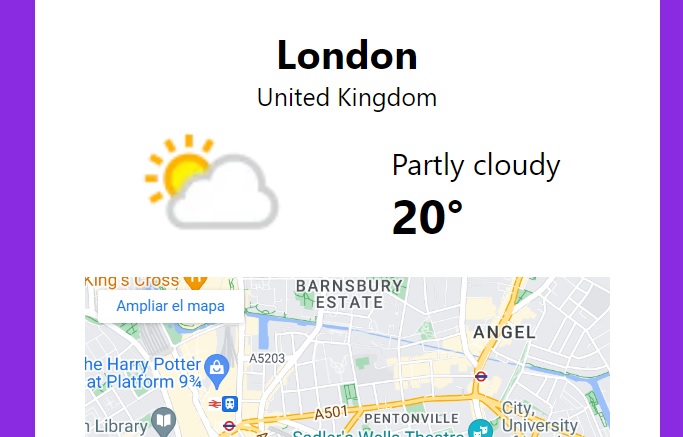 London
United Kingdom
Partly cloudy
20°
King's Cross
BARNSBURY
ESTATE
Ampliar el mapa
ANGEL
A5203
he Harry Potter
at Platform 9¾
A501
PENTONVILLE
City,
University
n Library
Sadler's Wells Theatre